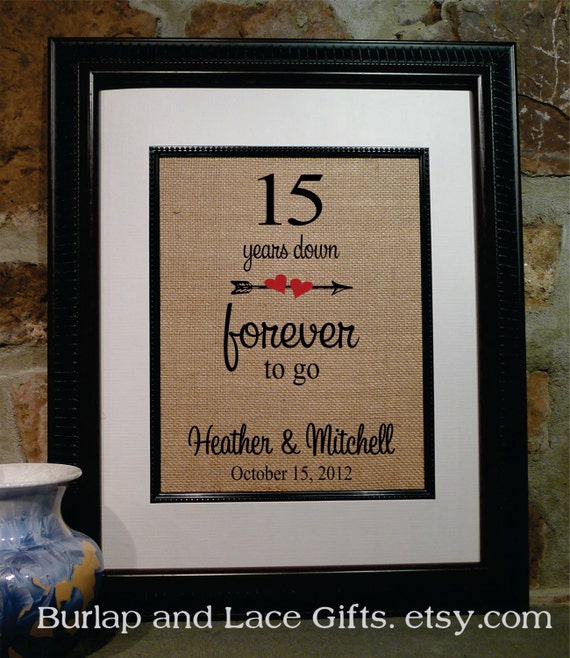 15
years down
forever
to go
Heather & Mitchell
October 15, 2012
Burlap and Lace Gifts. etsy.com